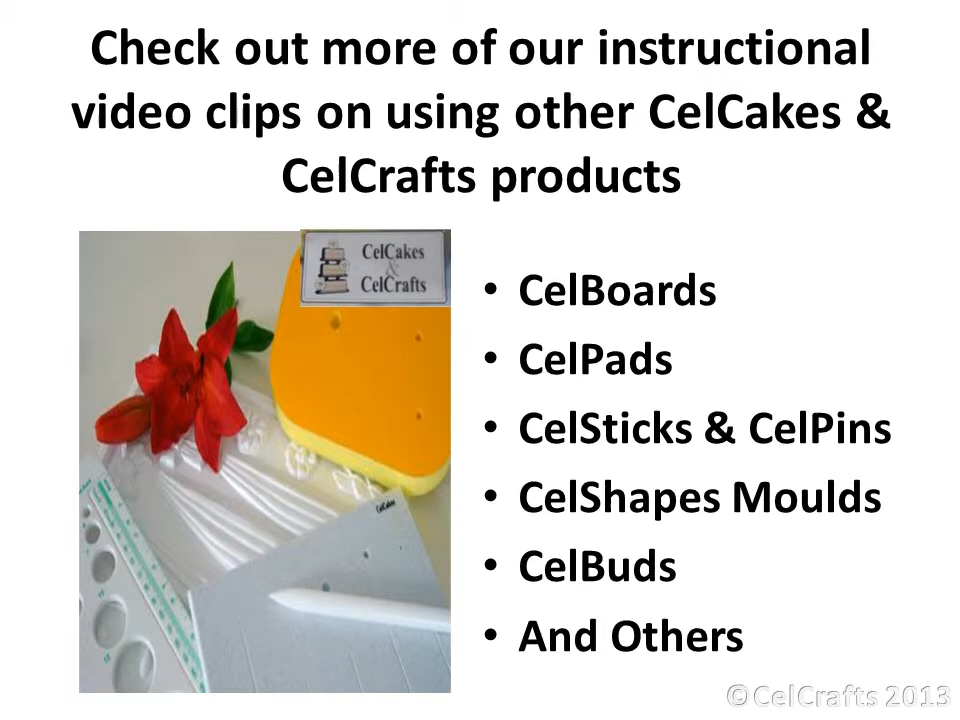 Check out more of our instructional
video clips on using other CelCakes &
CelCrafts products
CelCakes
&
CelCrafts
• CelBoards
• CelPads
• CelSticks & CelPins
• CelShapes Moulds
• CelBuds
• And Others
CelCakes
©CelCrafts 2013